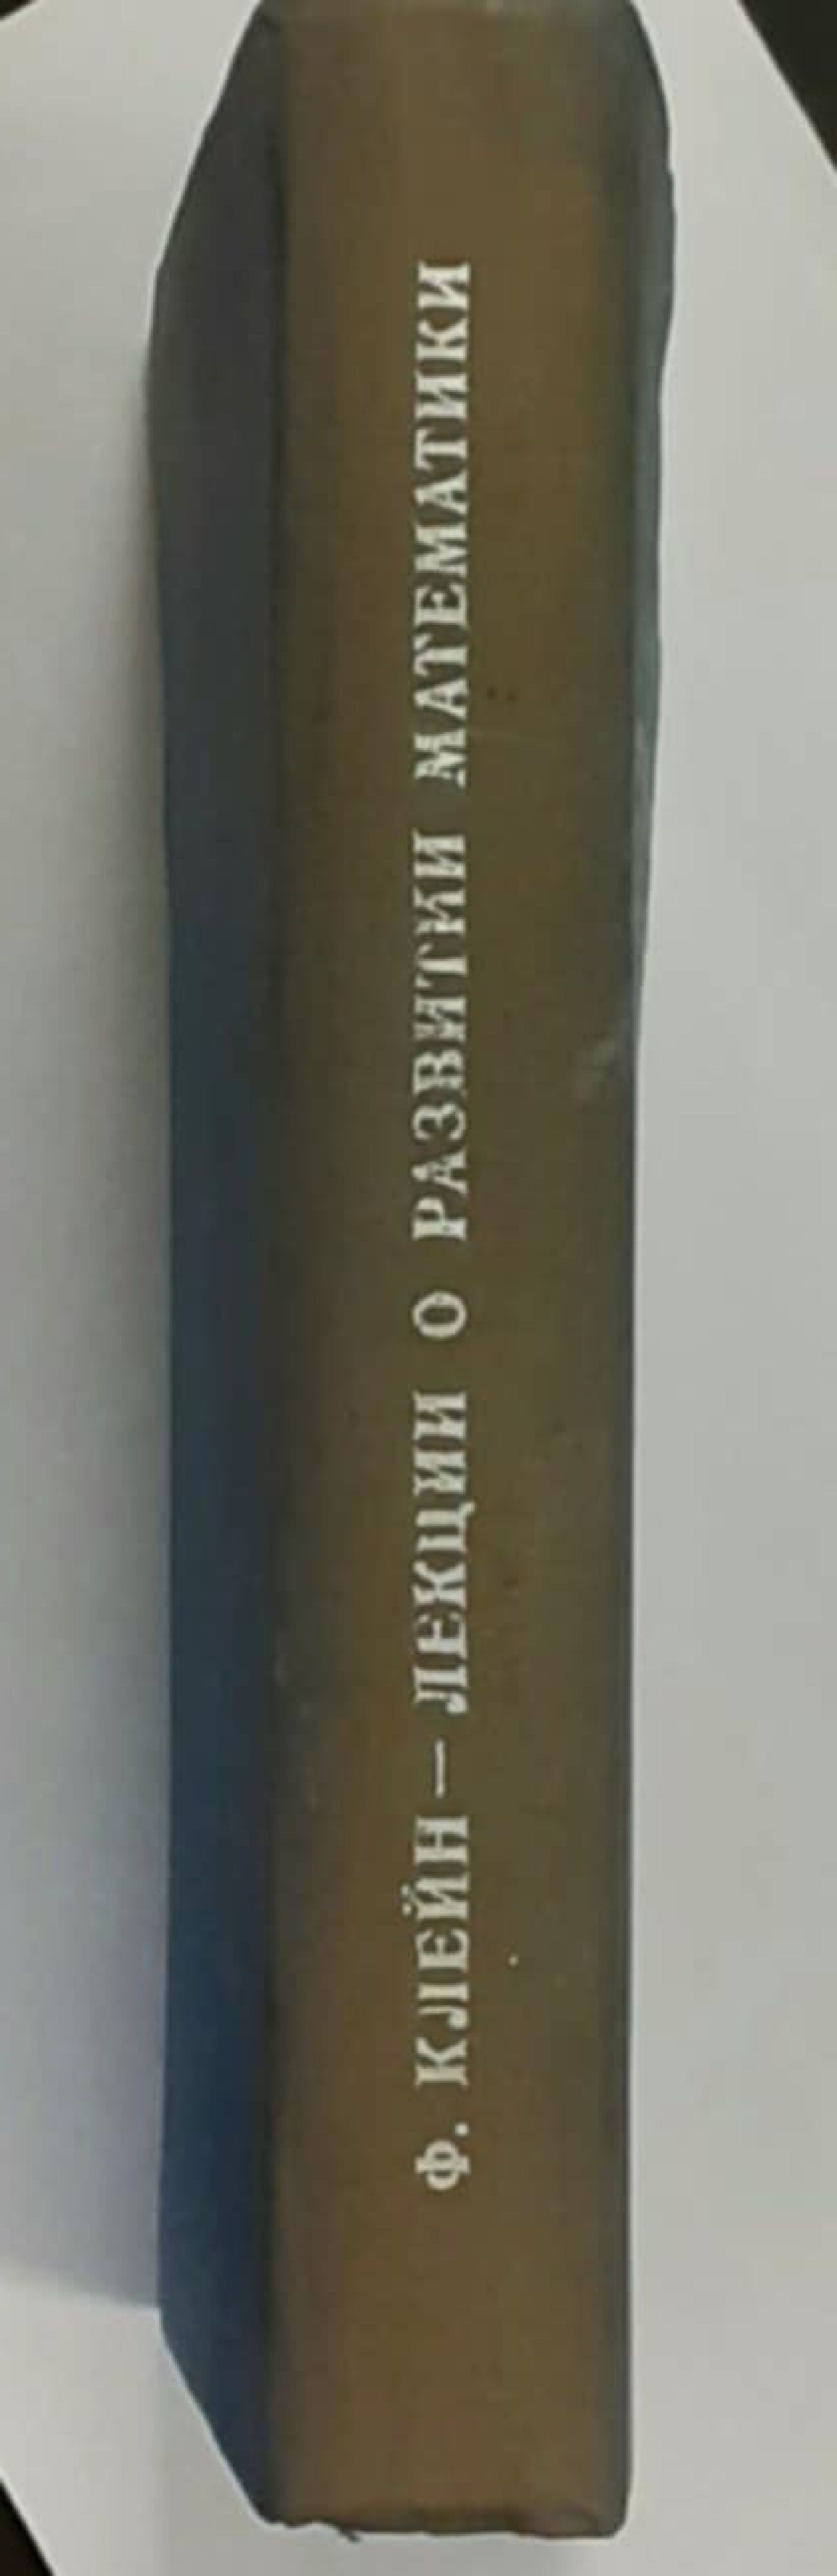 Ф. КЛЕЙН — ЛЕКЦИИ О РАЗВИТИИ МАТЕМАТИКИ